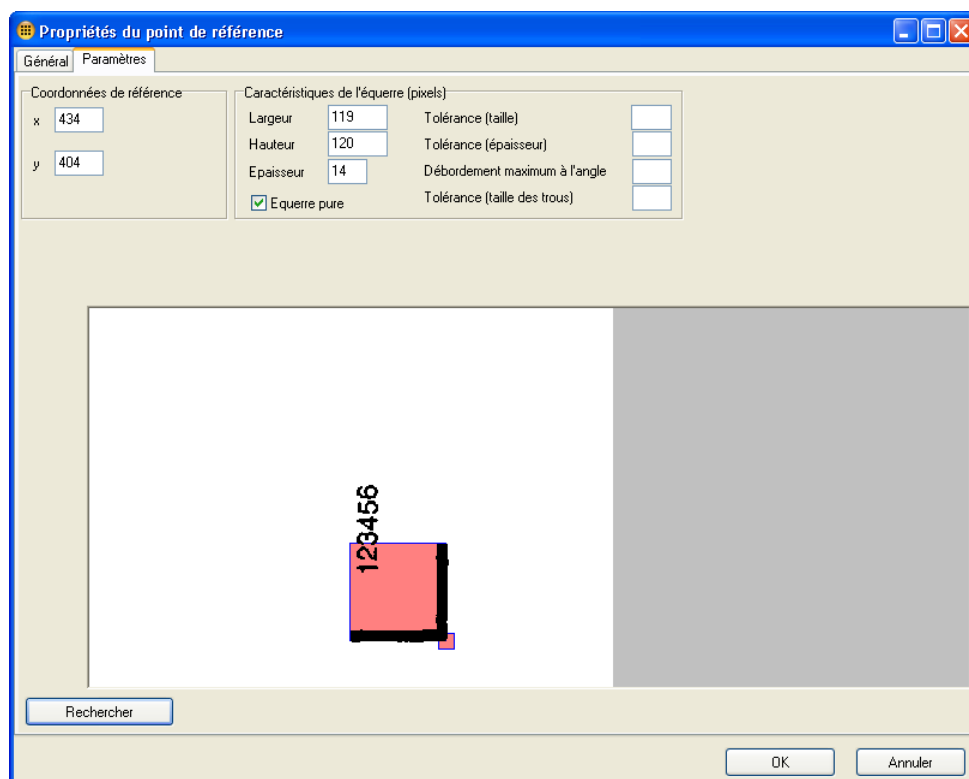 Propriétés du point de référence
Général Paramètres
Coordonnées de référence
x 434
y 404
Caractéristiques de l'équerre (pixels)
Largeur 119 Tolérance (taille)
Hauteur 120 Tolérance (épaisseur)
Epaisseur 14 Débordement maximum à l'angle
Equerre pure Tolérance (taille des trous)
123456
Rechercher
OK Annuler